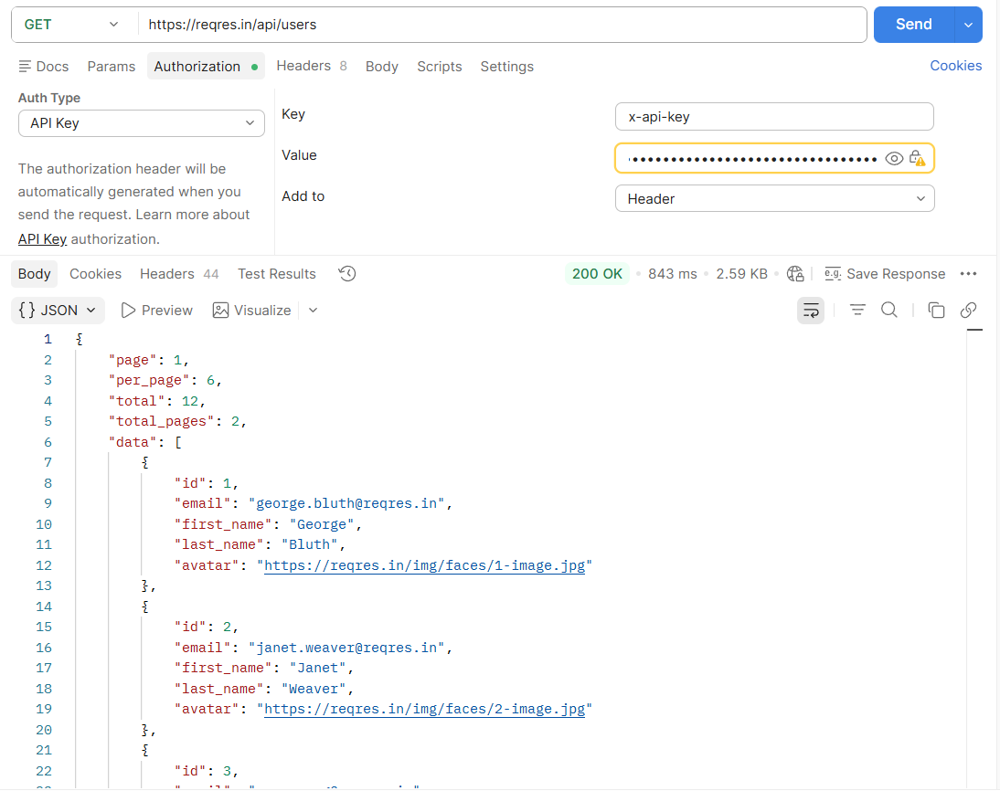 GET https://reqres.in/api/users Send
Docs Params Authorization Headers 8 Body Scripts Settings Cookies
Auth Type
API Key
The authorization header will be
automatically generated when you
send the request. Learn more about
API Key authorization.
Key x-api-key
Value ••••••••••••••••••••••••••••••••
Add to Header
Body Cookies Headers 44 Test Results 200 OK • 843 ms • 2.59 KB • e.g. Save Response
{} JSON Preview Visualize
1 {
2 "page": 1,
3 "per_page": 6,
4 "total": 12,
5 "total_pages": 2,
6 "data": [
7 {
8 "id": 1,
9 "email": "george.bluth@reqres.in",
10 "first_name": "George",
11 "last_name": "Bluth",
12 "avatar": "https://reqres.in/img/faces/1-image.jpg"
13 },
14 {
15 "id": 2,
16 "email": "janet.weaver@reqres.in",
17 "first_name": "Janet",
18 "last_name": "Weaver",
19 "avatar": "https://reqres.in/img/faces/2-image.jpg"
20 },
21 {
22 "id": 3,